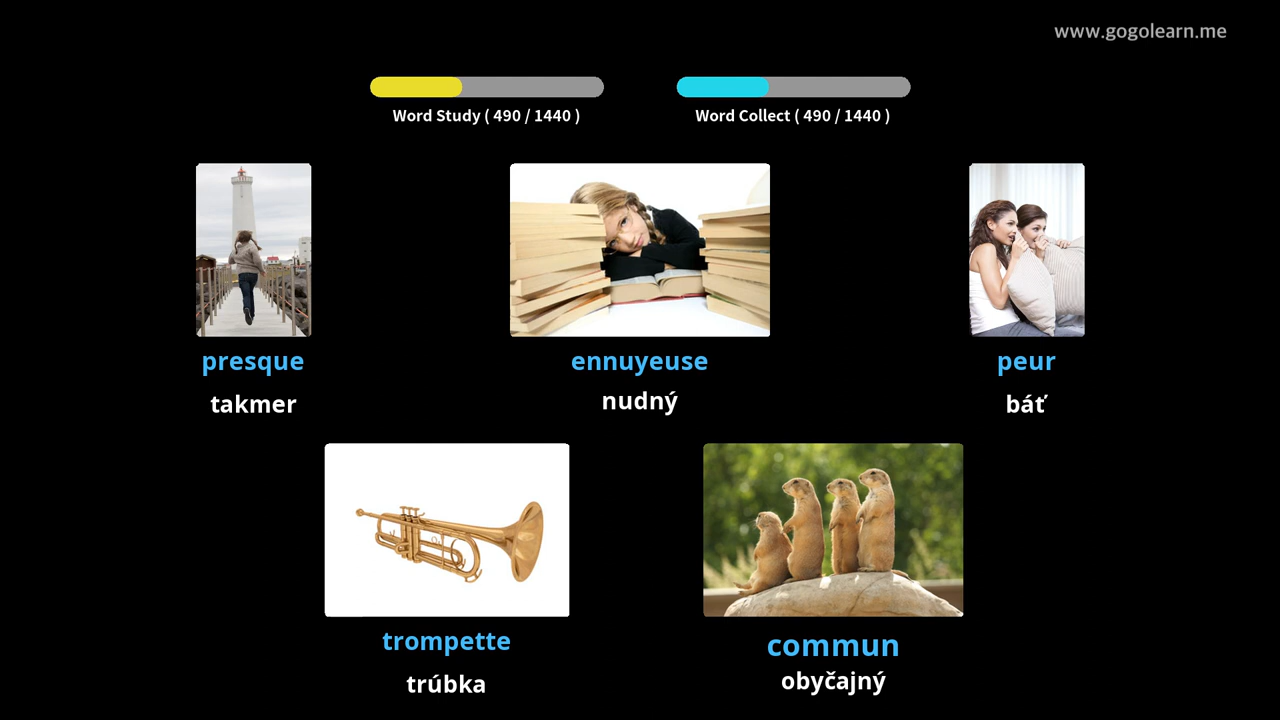 www.gogolearn.me
Word Study ( 490 / 1440 )
Word Collect ( 490 / 1440 )
presque
takmer
ennuyeuse
nudný
peur
báť
trompette
trúbka
commun
obyčajný